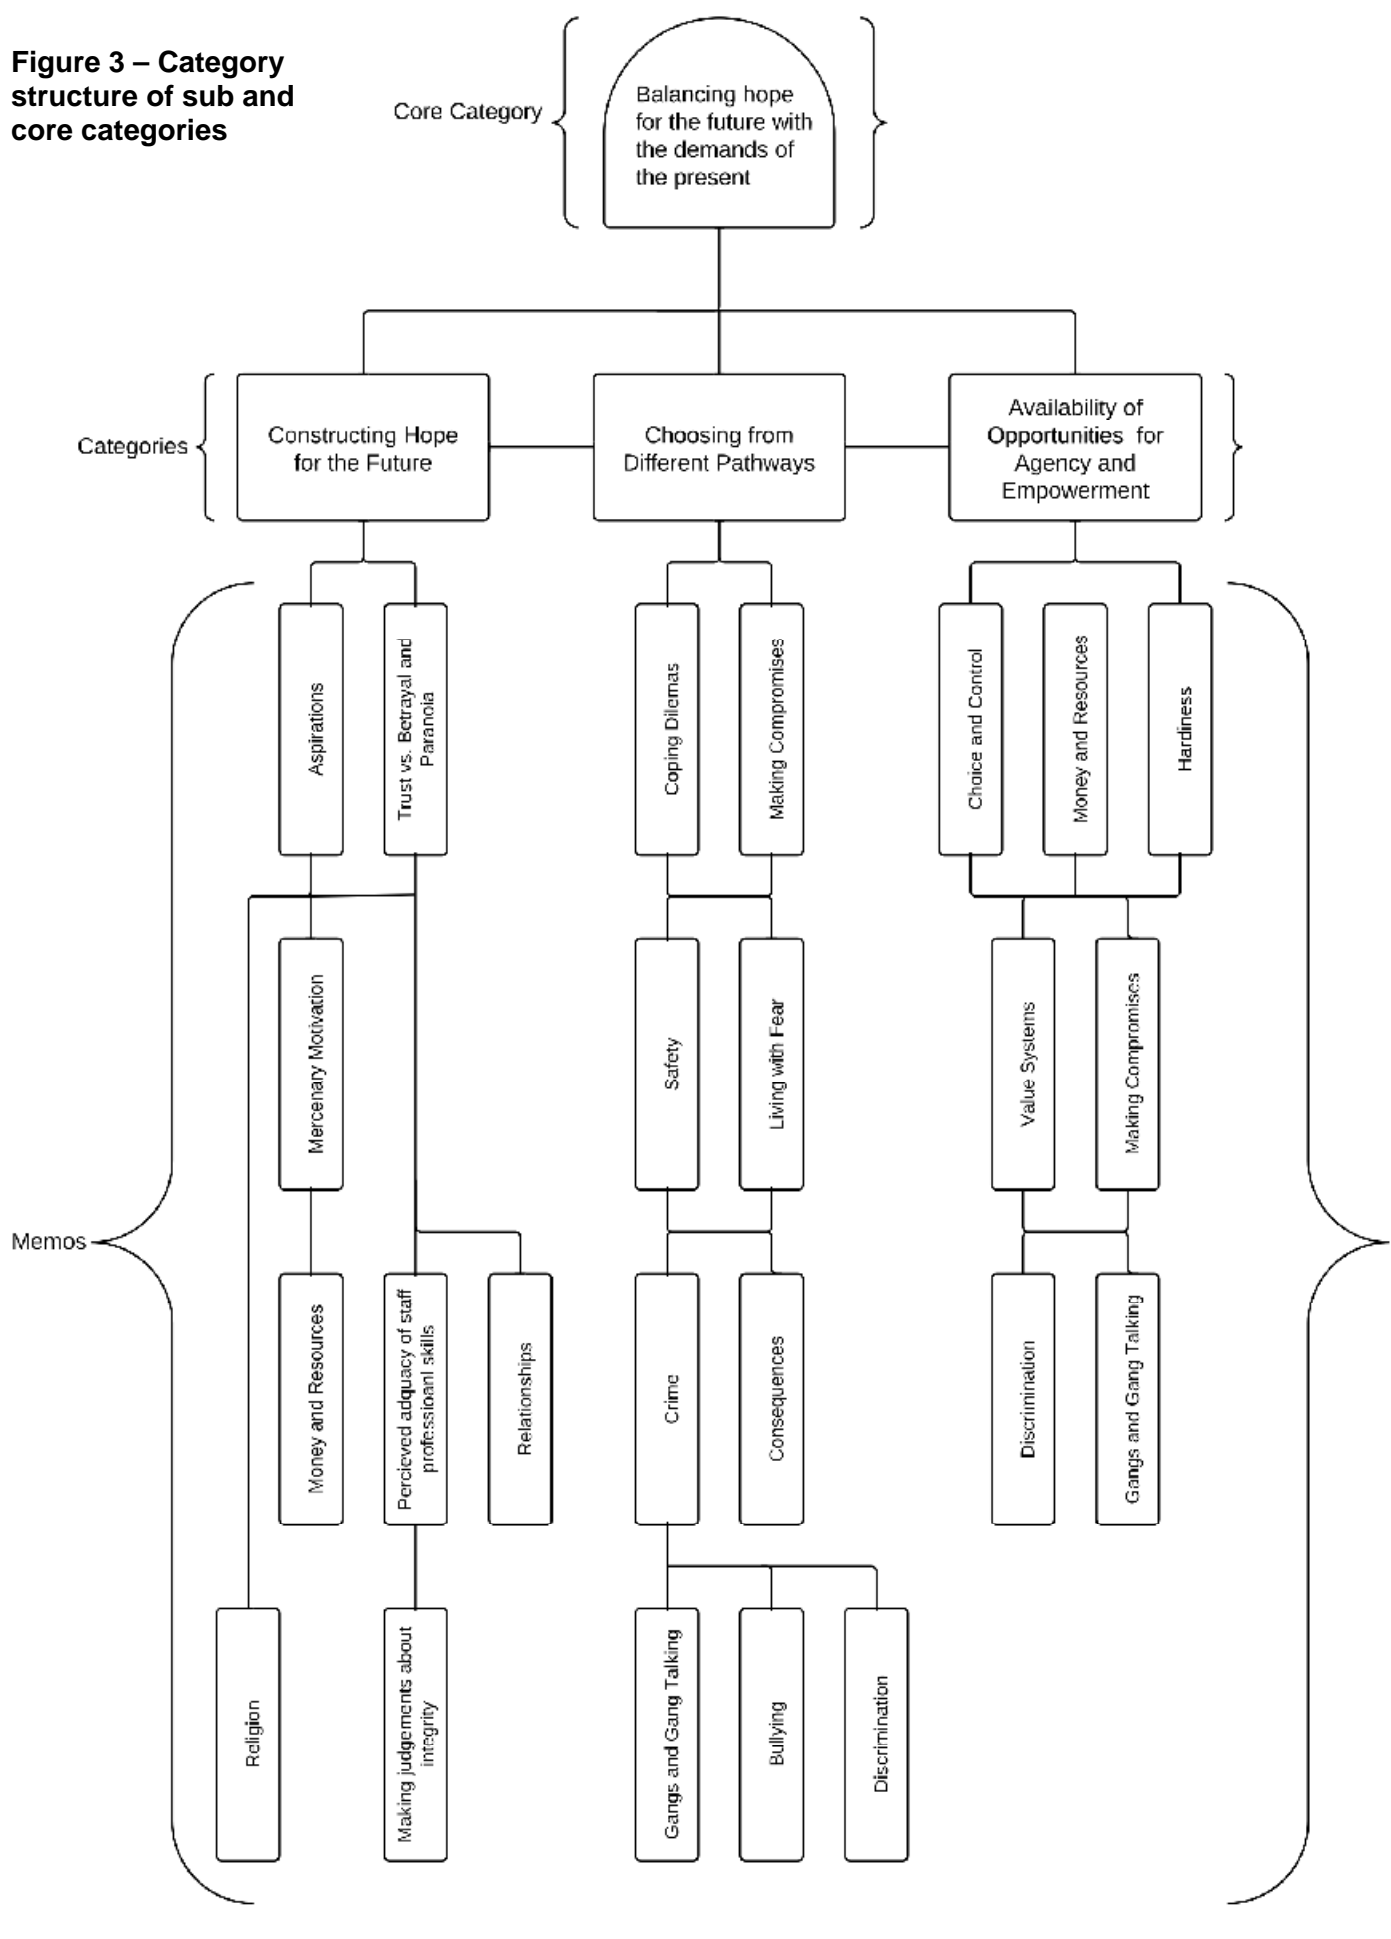 Figure 3 – Category
structure of sub and
core categories
Core Category
Balancing hope
for the future with
the demands of
the present
Categories
Constructing Hope
for the Future
Choosing from
Different Pathways
Availability of
Opportunities for
Agency and
Empowerment
Memos
Aspirations
Trust vs. Betrayal and
Paranoia
Coping Dilemas
Making Compromises
Choice and Control
Money and Resources
Hardiness
Mercenary Motivation
Safety
Living with Fear
Value Systems
Making Compromises
Money and Resources
Percieved adquacy of staff
professioanl skills
Relationships
Crime
Consequences
Discrimination
Gangs and Gang Talking
Religion
Making judgements about
integrity
Gangs and Gang Talking
Bullying
Discrimination